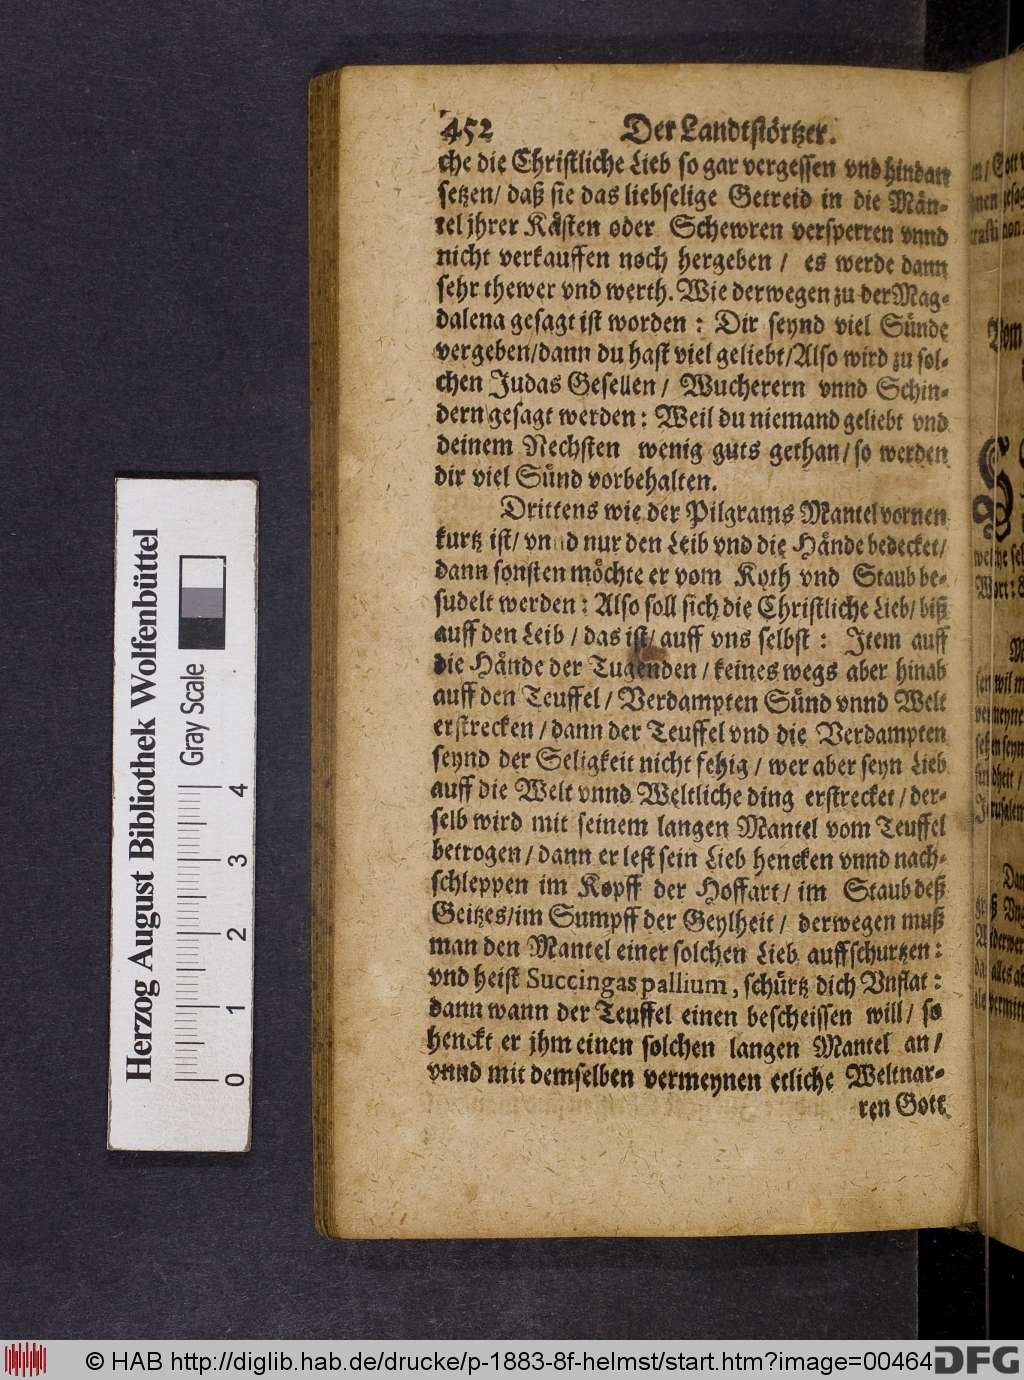 452 Der Landtstörtzer.
che die Christliche Lieb so gar vergessen vnd hindan
setzen/ daß sie das liebselige Getreid in die Män-
tel jhrer Kästen oder Schewren versperren vnnd
nicht verkauffen noch hergeben / es werde dann
sehr thewer vnd werth. Wie derwegen zu der Mag-
dalena gesagt ist worden : Dir seynd viel Sünde
vergeben/dann du hast viel geliebt/Also wird zu sol-
chen Judas Gesellen / Wucherern vnnd Schin-
dern gesagt werden : Weil du niemand geliebt vnd
deinem Nechsten wenig guts gethan/ so werden
dir viel Sünd vorbehalten.
Drittens wie der Pilgrams Mantel vornen
kurtz ist/ vnnd nur den Leib vnd die Hände bedecket/
dann sonsten möchte er vom Koth vnd Staub be-
sudelt werden : Also soll sich die Christliche Lieb/ biß
auff den Leib / das ist/ auff vns selbst : Item auff
die Hände der Tugenden / keines wegs aber hinab
auff den Teuffel / Verdampten Sünd vnnd Welt
erstrecken / dann der Teuffel vnd die Verdampten
seynd der Seligkeit nicht fehig / wer aber seyn Lieb
auff die Welt vnnd Weltliche ding erstrecket / der-
selb wird mit seinem langen Mantel vom Teuffel
betrogen / dann er lest sein Lieb hencken vnnd nach-
schleppen im Kopff der Hoffart / im Staub deß
Geitzes/im Sumpff der Geylheit / derwegen muß
man den Mantel einer solchen Lieb auffschurtzen :
vnd heist Succingas pallium, schürtz dich Vnflat :
dann wann der Teuffel einen bescheissen will / so
henckt er jhm einen solchen langen Mantel an /
vnnd mit demselben vermeynen etliche Weltnar-
ren Gott
Herzog August Bibliothek Wolfenbüttel
Gray Scale
0 1 2 3 4
© HAB http://diglib.hab.de/drucke/p-1883-8f-helmst/start.htm?image=00464
DFG